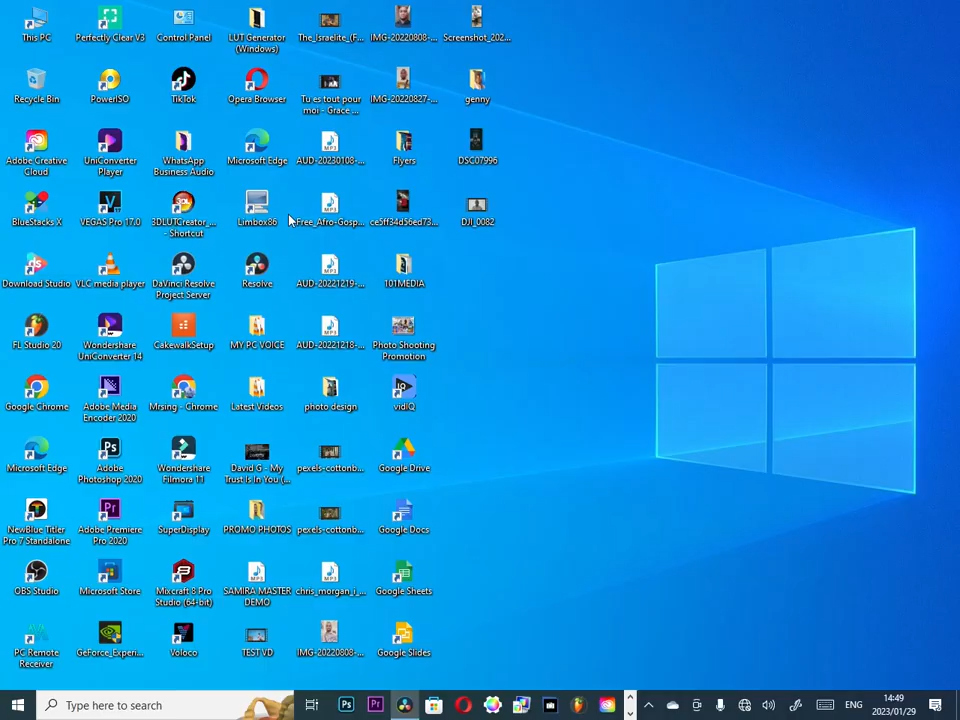 This PC
Perfectly Clear V3
Control Panel
LUT Generator
(Windows)
The_Israelite_(F...
IMG-20220808-...
Screenshot_202...
Recycle Bin
PowerISO
TikTok
Opera Browser
Tu es tout pour
moi - Grace ...
IMG-20220827-...
genny
Adobe Creative
Cloud
UniConverter
Player
WhatsApp
Business Audio
Microsoft Edge
AUD-20230108-...
Flyers
DSC07996
BlueStacks X
VEGAS Pro 17.0
3DLUTCreator_...
- Shortcut
Limbox86
Free_Afro-Gosp...
ce5ff34d56ed73...
DJI_0082
Download Studio
VLC media player
DaVinci Resolve
Project Server
Resolve
AUD-20221219-...
101MEDIA
FL Studio 20
Wondershare
UniConverter 14
CakewalkSetup
MY PC VOICE
AUD-20221218-...
Photo Shooting
Promotion
Google Chrome
Adobe Media
Encoder 2020
Mrsing - Chrome
Latest Videos
photo design
vidIQ
Microsoft Edge
Adobe
Photoshop 2020
Wondershare
Filmora 11
David G - My
Trust Is In You (...
pexels-cottonb...
Google Drive
NewBlue Titler
Pro 7 Standalone
Adobe Premiere
Pro 2020
SuperDisplay
PROMO PHOTOS
pexels-cottonb...
Google Docs
OBS Studio
Microsoft Store
Mixcraft 8 Pro
Studio (64-bit)
SAMIRA MASTER
DEMO
chris_morgan_i_...
Google Sheets
PC Remote
Receiver
GeForce_Experi...
Voloco
TEST VD
IMG-20220808-...
Google Slides
Type here to search
ENG
14:49
2023/01/29